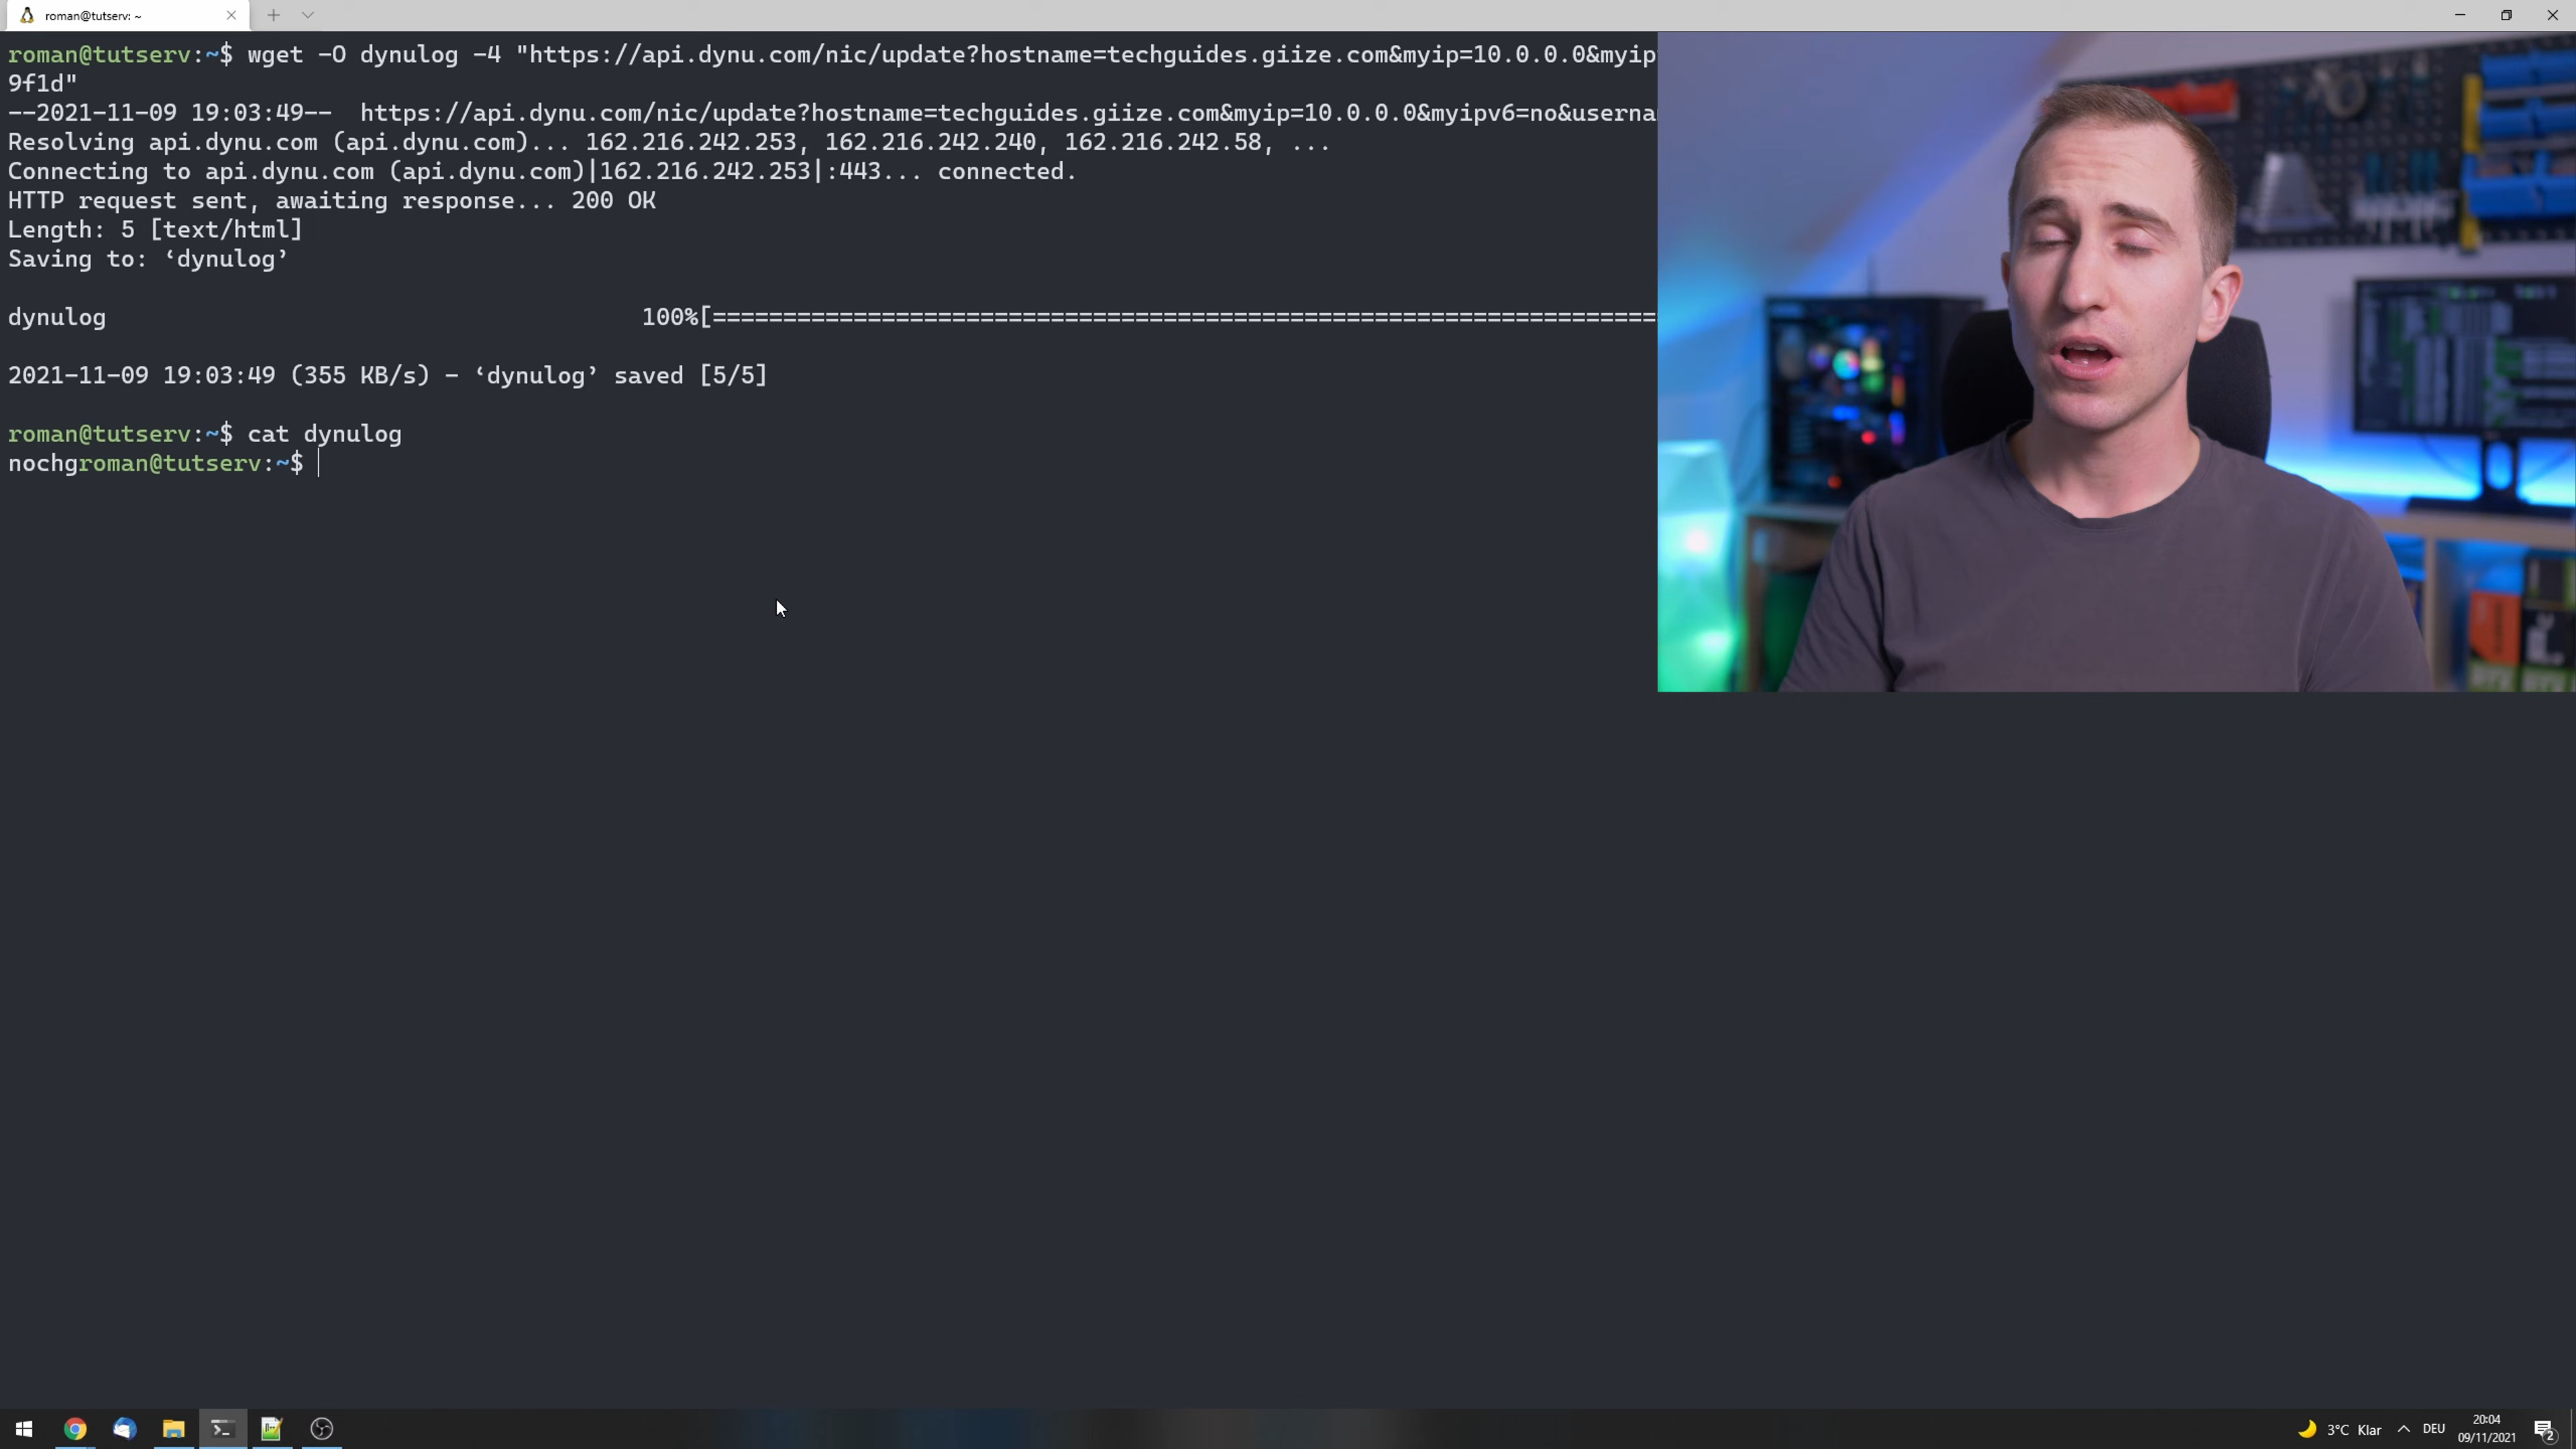 roman@tutserv: ~
roman@tutserv:~$ wget -O dynulog -4 "https://api.dynu.com/nic/update?hostname=techguides.giize.com&myip=10.0.0.0&myip
9f1d"
--2021-11-09 19:03:49--  https://api.dynu.com/nic/update?hostname=techguides.giize.com&myip=10.0.0.0&myipv6=no&userna
Resolving api.dynu.com (api.dynu.com)... 162.216.242.253, 162.216.242.240, 162.216.242.58, ...
Connecting to api.dynu.com (api.dynu.com)|162.216.242.253|:443... connected.
HTTP request sent, awaiting response... 200 OK
Length: 5 [text/html]
Saving to: ‘dynulog’
dynulog 100%[===================================================================
2021-11-09 19:03:49 (355 KB/s) - ‘dynulog’ saved [5/5]
roman@tutserv:~$ cat dynulog
nochgroman@tutserv:~$
3°C Klar
DEU
20:04
09/11/2021
2